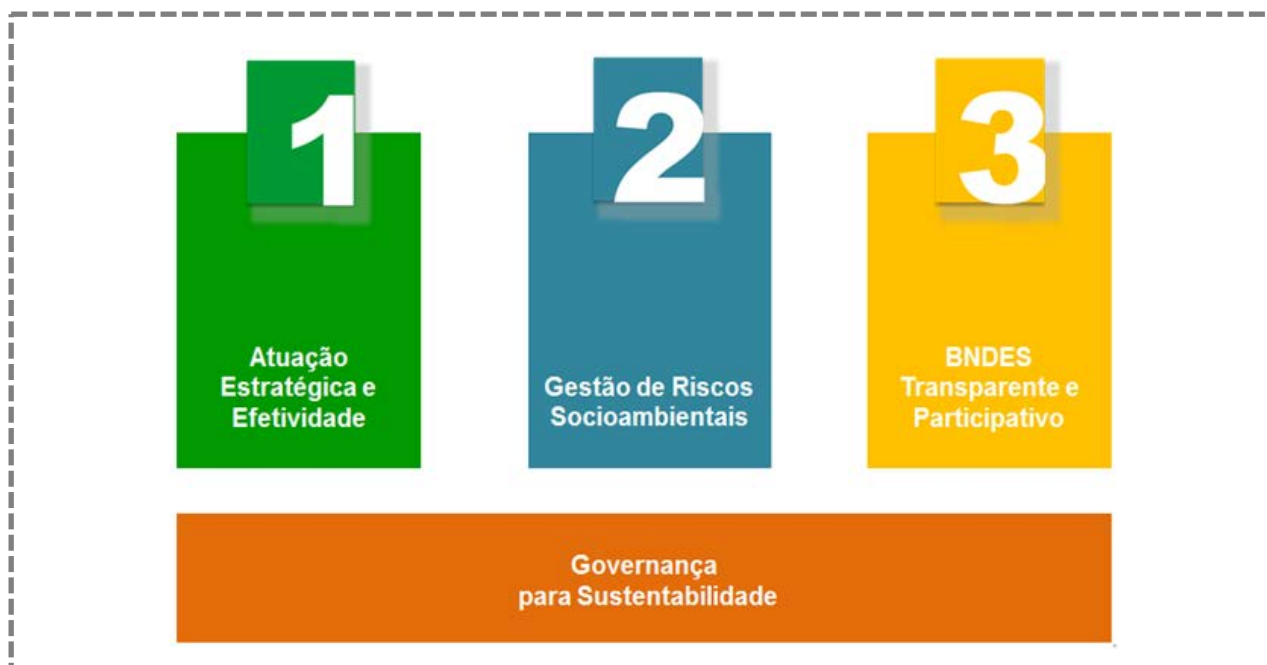 1
Atuação
Estratégica e
Efetividade
2
Gestão de Riscos
Socioambientais
3
BNDES
Transparente e
Participativo
Governança
para Sustentabilidade